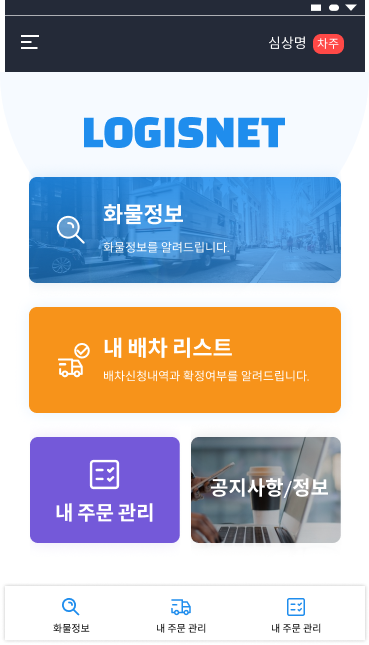 심상명 차주
LOGISNET
화물정보
화물정보를 알려드립니다.
내 배차 리스트
배차신청내역과 확정여부를 알려드립니다.
내 주문 관리
공지사항/정보
화물정보
내 주문 관리
내 주문 관리